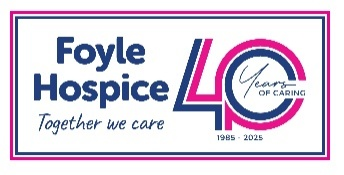 Foyle
Hospice
Together we care
40
Years
OF CARING
1985 - 2025